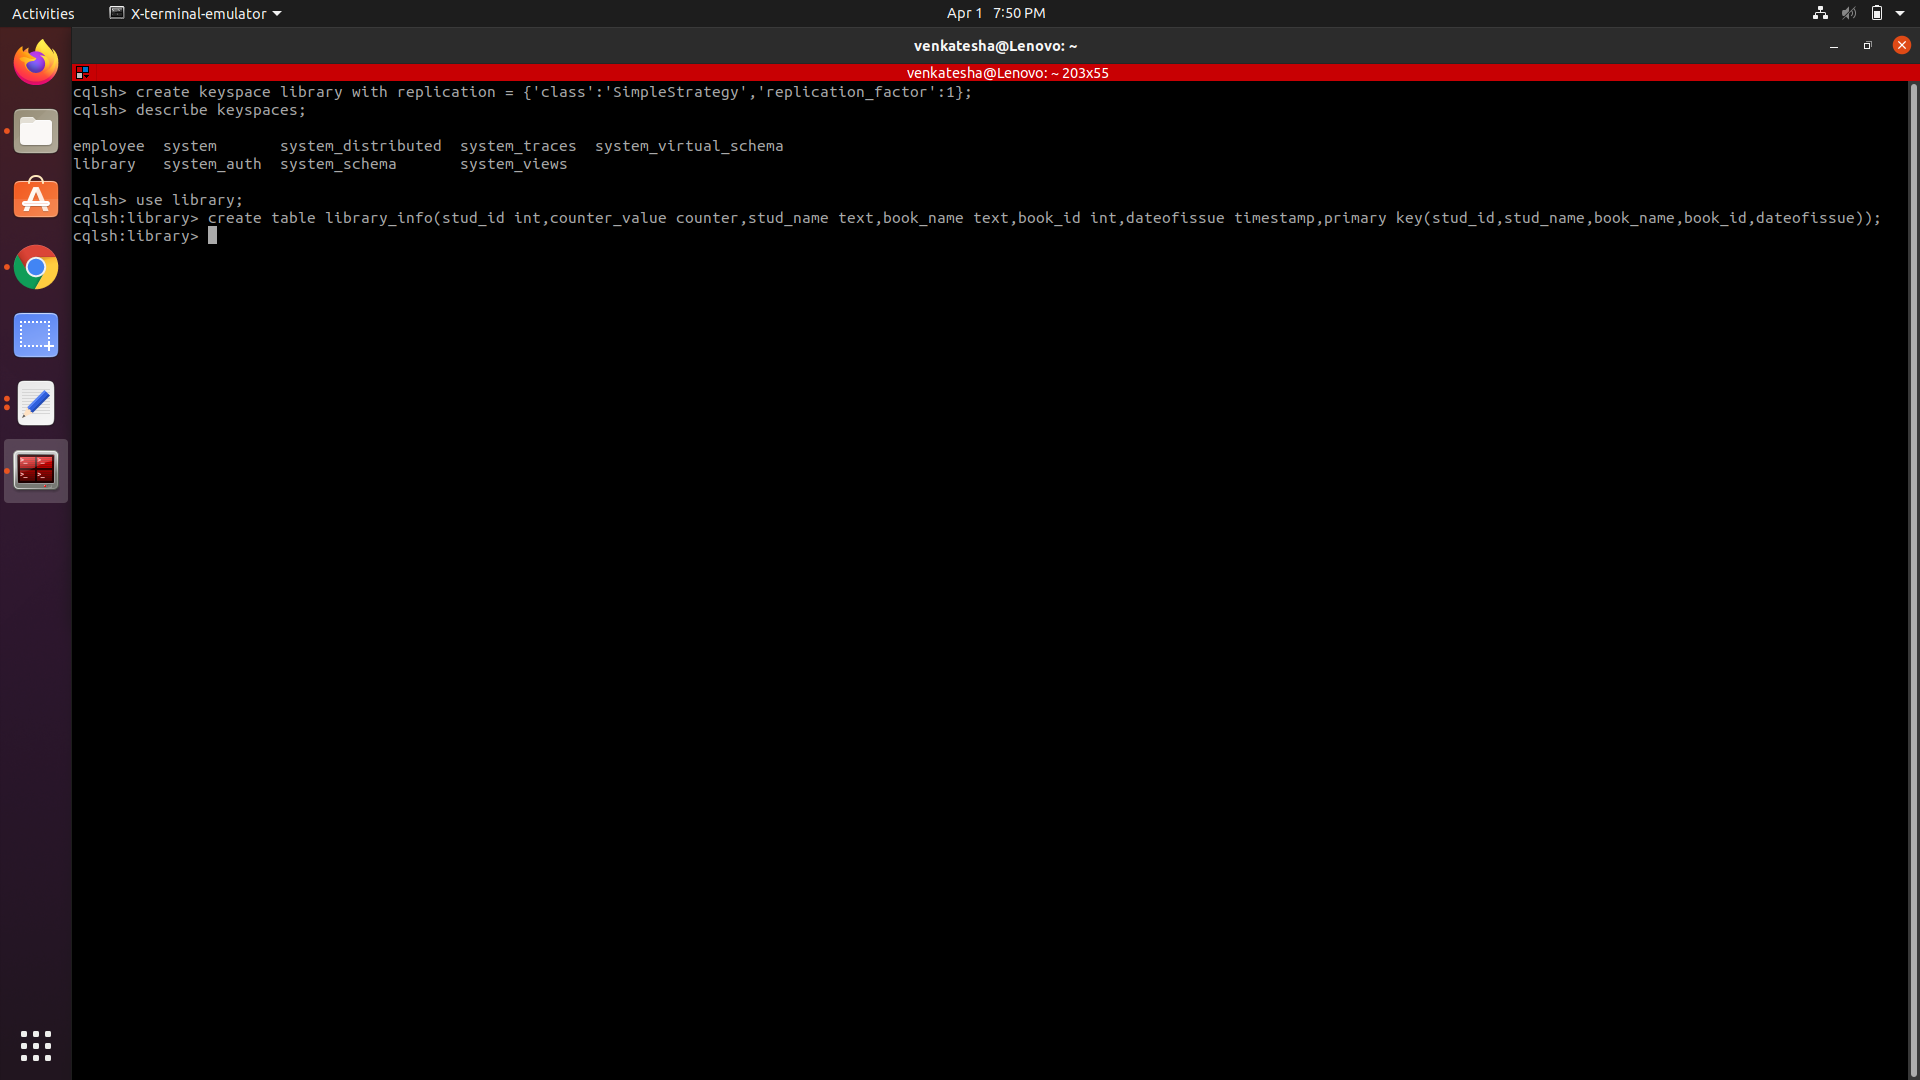 Activities X-terminal-emulator Apr 1 7:50 PM
venkatesha@Lenovo: ~
venkatesha@Lenovo: ~ 203x55
cqlsh> create keyspace library with replication = {'class':'SimpleStrategy','replication_factor':1};
cqlsh> describe keyspaces;
employee system system_distributed system_traces system_virtual_schema
library system_auth system_schema system_views
cqlsh> use library;
cqlsh:library> create table library_info(stud_id int,counter_value counter,stud_name text,book_name text,book_id int,dateofissue timestamp,primary key(stud_id,stud_name,book_name,book_id,dateofissue));
cqlsh:library>